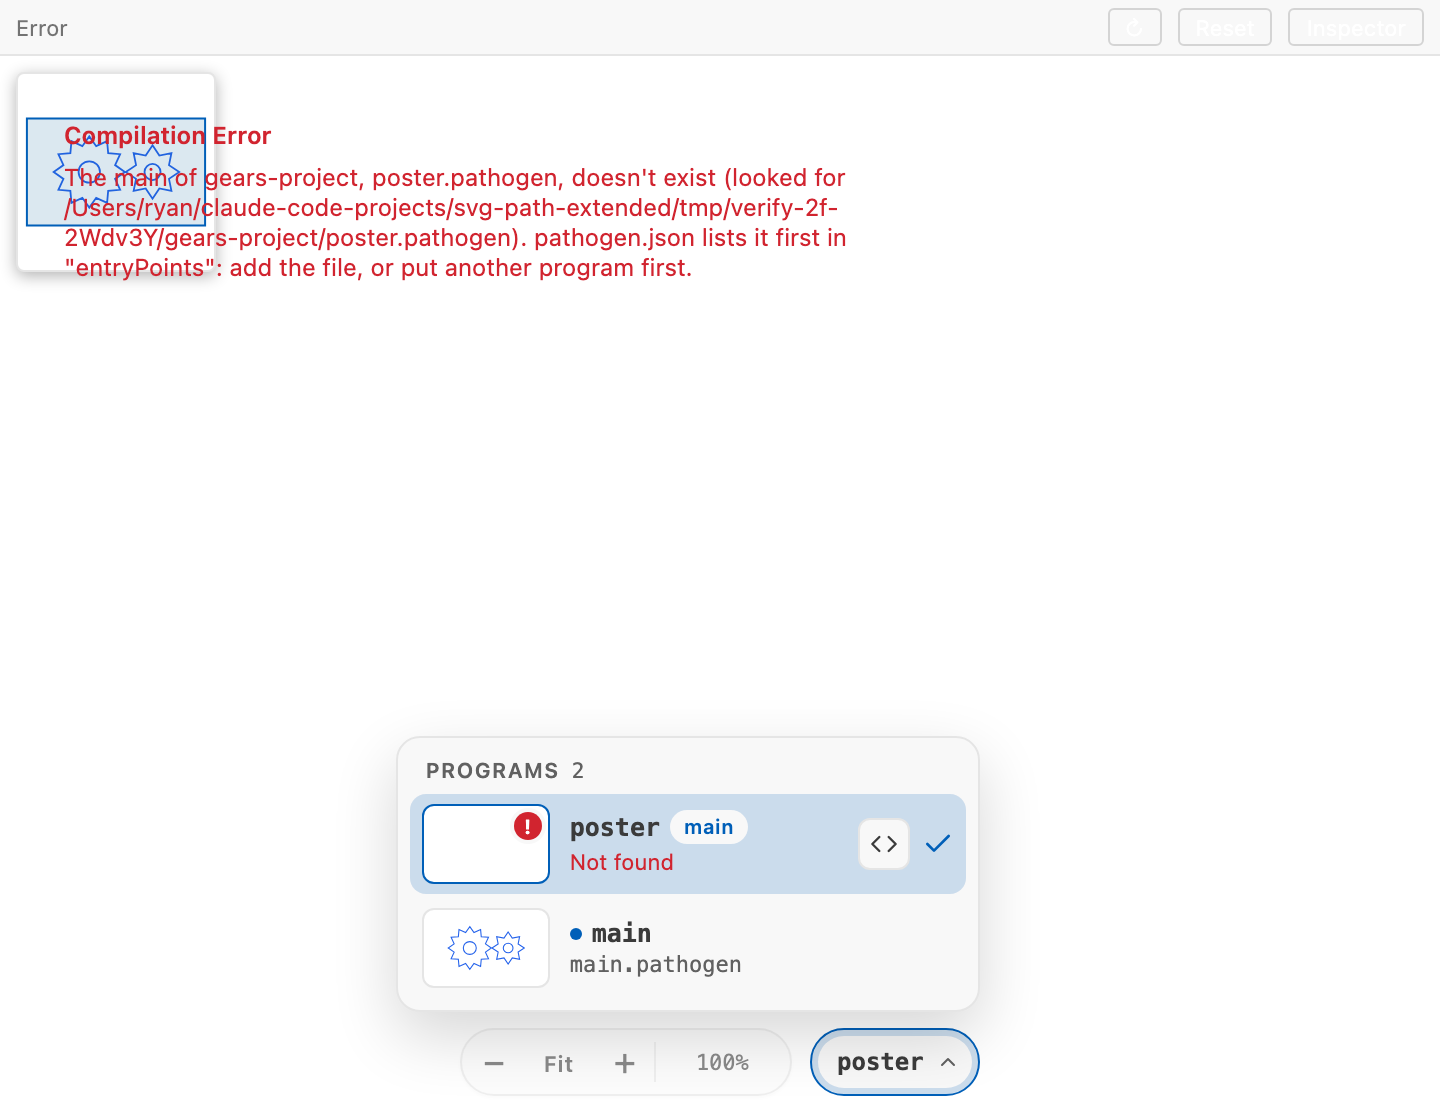 Error
Reset
Inspector
Compilation Error
The main of gears-project, poster.pathogen, doesn't exist (looked for
/Users/ryan/claude-code-projects/svg-path-extended/tmp/verify-2f-
2Wdv3Y/gears-project/poster.pathogen). pathogen.json lists it first in
"entryPoints": add the file, or put another program first.
PROGRAMS 2
poster main
Not found
main
main.pathogen
Fit 100%
poster